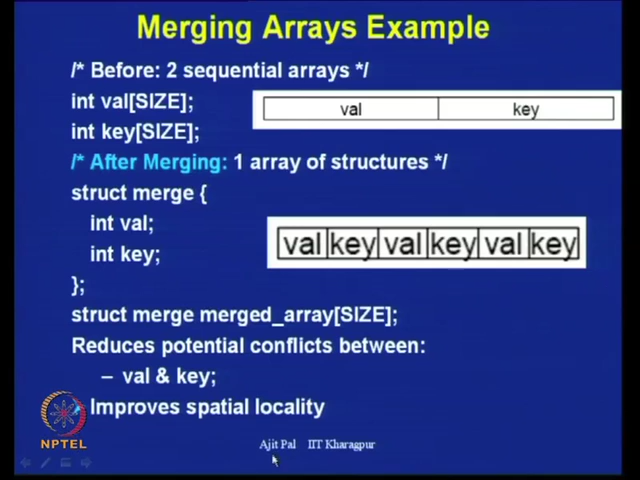 Merging Arrays Example
/* Before: 2 sequential arrays */
int val[SIZE];
val key
int key[SIZE];
/* After Merging: 1 array of structures */
struct merge {
int val;
val key val key val key
int key;
};
struct merge merged_array[SIZE];
Reduces potential conflicts between:
– val & key;
Improves spatial locality
NPTEL
Ajit Pal IIT Kharagpur